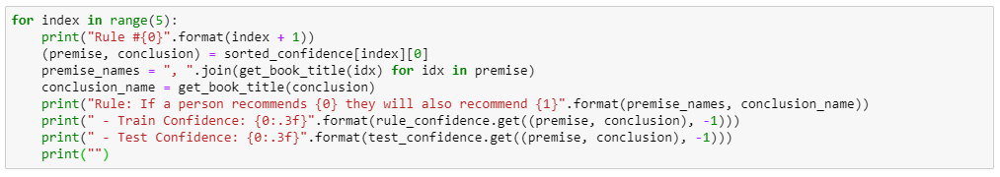 for index in range(5):
    print("Rule #{0}".format(index + 1))
    (premise, conclusion) = sorted_confidence[index][0]
    premise_names = ", ".join(get_book_title(idx) for idx in premise)
    conclusion_name = get_book_title(conclusion)
    print("Rule: If a person recommends {0} they will also recommend {1}".format(premise_names, conclusion_name))
    print(" - Train Confidence: {0:.3f}".format(rule_confidence.get((premise, conclusion), -1)))
    print(" - Test Confidence: {0:.3f}".format(test_confidence.get((premise, conclusion), -1)))
    print("")